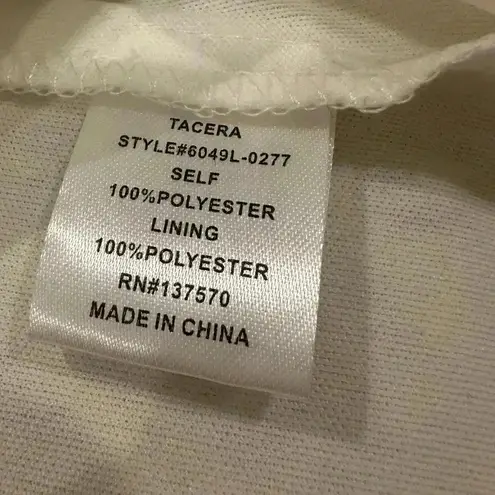 TACERA
STYLE#6049L-0277
SELF
100%POLYESTER
LINING
100%POLYESTER
RN#137570
MADE IN CHINA